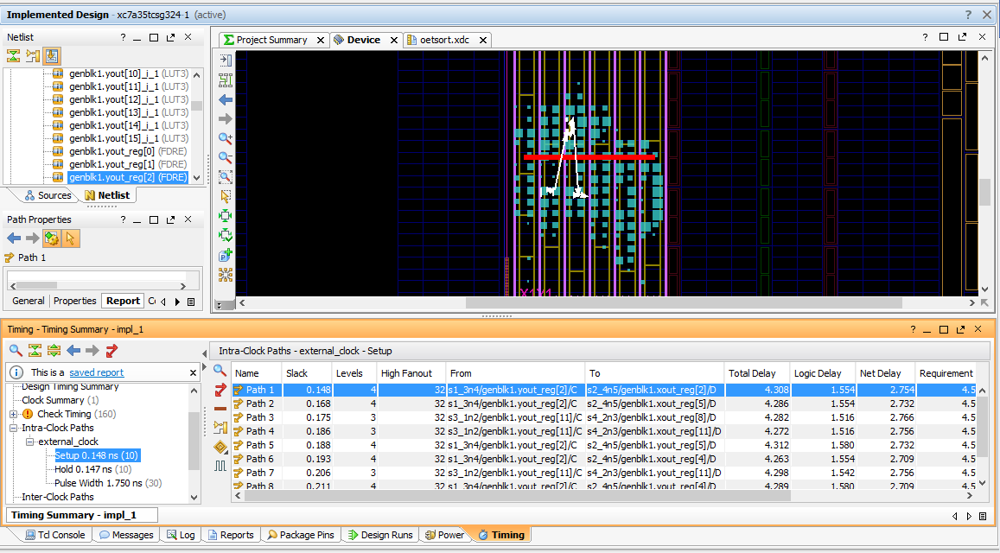 Implemented Design - xc7a35tcsg324-1 (active)
Netlist
genblk1.yout[10]_i_1 (LUT3)
genblk1.yout[11]_i_1 (LUT3)
genblk1.yout[12]_i_1 (LUT3)
genblk1.yout[13]_i_1 (LUT3)
genblk1.yout[14]_i_1 (LUT3)
genblk1.yout[15]_i_1 (LUT3)
genblk1.yout_reg[0] (FDRE)
genblk1.yout_reg[1] (FDRE)
genblk1.yout_reg[2] (FDRE)
Sources Netlist
Path Properties
Path 1
General Properties Report C
Project Summary Device oetsort.xdc
X1Y1
Timing - Timing Summary - impl_1
This is a saved report
Design Timing Summary
Clock Summary (1)
Check Timing (160)
Intra-Clock Paths
external_clock
Setup 0.148 ns (10)
Hold 0.147 ns (10)
Pulse Width 1.750 ns (30)
Inter-Clock Paths
Timing Summary - impl_1
Intra-Clock Paths - external_clock - Setup
Name Slack Levels High Fanout From To Total Delay Logic Delay Net Delay Requirement
Path 1 0.148 4 32 s1_3n4/genblk1.yout_reg[2]/C s2_4n5/genblk1.xout_reg[2]/D 4.308 1.554 2.754 4.5
Path 2 0.168 4 32 s1_3n4/genblk1.yout_reg[2]/C s2_4n5/genblk1.xout_reg[5]/D 4.286 1.554 2.732 4.5
Path 3 0.175 3 32 s3_1n2/genblk1.yout_reg[11]/C s4_2n3/genblk1.xout_reg[8]/D 4.282 1.516 2.766 4.5
Path 4 0.186 3 32 s3_1n2/genblk1.yout_reg[11]/C s4_2n3/genblk1.xout_reg[11]/D 4.272 1.516 2.756 4.5
Path 5 0.188 4 32 s1_3n4/genblk1.yout_reg[2]/C s2_4n5/genblk1.yout_reg[5]/D 4.312 1.580 2.732 4.5
Path 6 0.193 4 32 s1_3n4/genblk1.yout_reg[2]/C s2_4n5/genblk1.xout_reg[4]/D 4.263 1.554 2.709 4.5
Path 7 0.206 3 32 s3_1n2/genblk1.yout_reg[11]/C s4_2n3/genblk1.yout_reg[11]/D 4.298 1.542 2.756 4.5
Path 8 0.211 4 32 s1_3n4/genblk1.yout_reg[2]/C s2_4n5/genblk1.yout_reg[4]/D 4.289 1.580 2.709 4.5
Tcl Console Messages Log Reports Package Pins Design Runs Power Timing